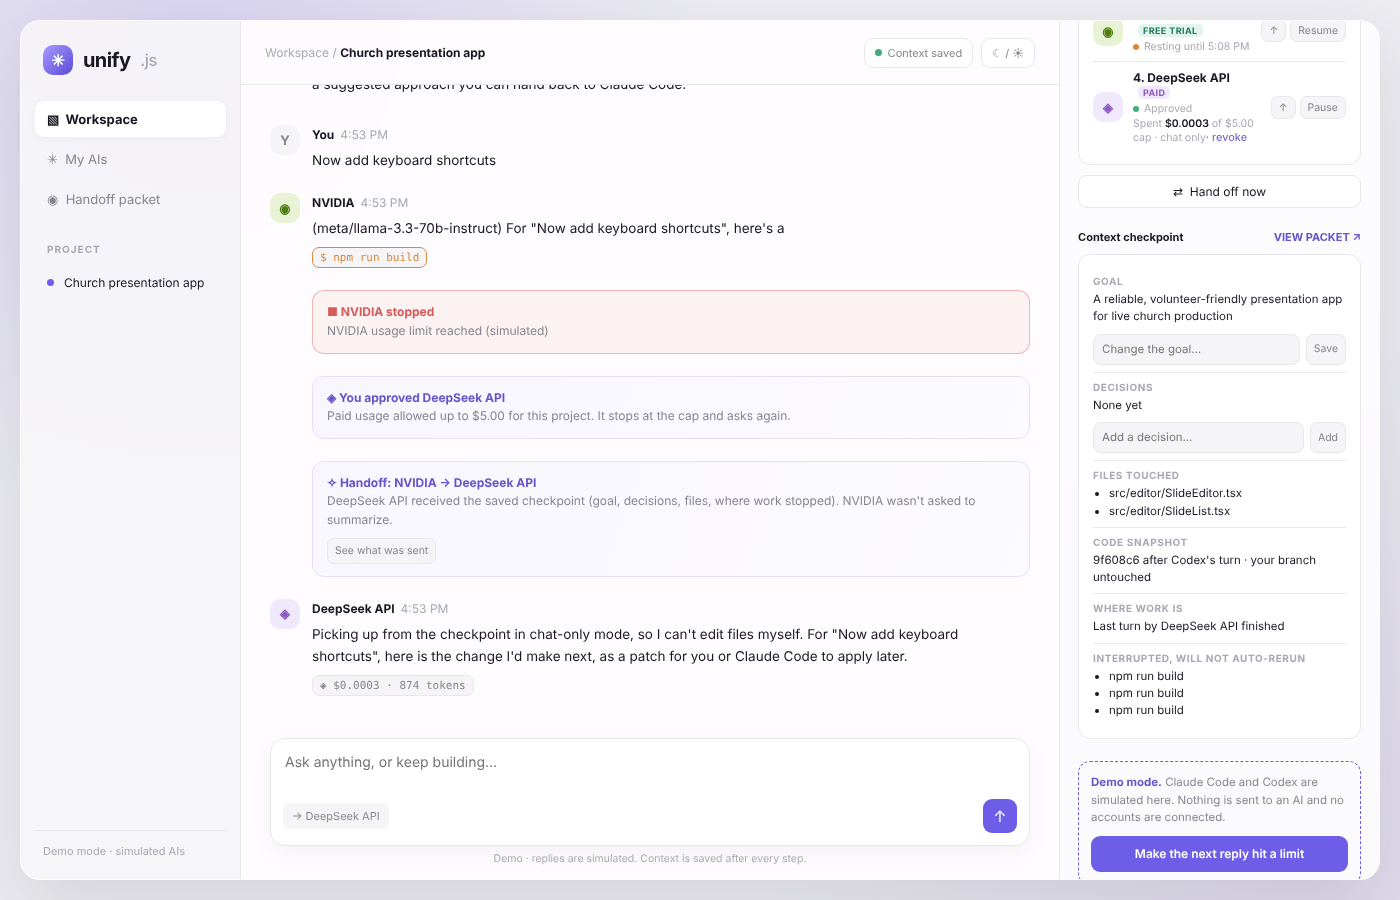 unify .js
Workspace
My AIs
Handoff packet
PROJECT
Church presentation app
Demo mode · simulated AIs
Workspace / Church presentation app
Context saved
☾ / ☀
a suggested approach you can hand back to Claude Code.
Y
You 4:53 PM
Now add keyboard shortcuts
NVIDIA 4:53 PM
(meta/llama-3.3-70b-instruct) For "Now add keyboard shortcuts", here's a
$ npm run build
NVIDIA stopped
NVIDIA usage limit reached (simulated)
◈ You approved DeepSeek API
Paid usage allowed up to $5.00 for this project. It stops at the cap and asks again.
✧ Handoff: NVIDIA → DeepSeek API
DeepSeek API received the saved checkpoint (goal, decisions, files, where work stopped). NVIDIA wasn't asked to
summarize.
See what was sent
DeepSeek API 4:53 PM
Picking up from the checkpoint in chat-only mode, so I can't edit files myself. For "Now add keyboard
shortcuts", here is the change I'd make next, as a patch for you or Claude Code to apply later.
◈ $0.0003 · 874 tokens
Ask anything, or keep building...
→ DeepSeek API
↑
Demo · replies are simulated. Context is saved after every step.
FREE TRIAL
Resting until 5:08 PM
↑ Resume
4. DeepSeek API
PAID
Approved
Spent $0.0003 of $5.00
cap · chat only· revoke
↑ Pause
⇄ Hand off now
Context checkpoint VIEW PACKET ↗
GOAL
A reliable, volunteer-friendly presentation app
for live church production
Change the goal... Save
DECISIONS
None yet
Add a decision... Add
FILES TOUCHED
• src/editor/SlideEditor.tsx
• src/editor/SlideList.tsx
CODE SNAPSHOT
9f608c6 after Codex's turn · your branch
untouched
WHERE WORK IS
Last turn by DeepSeek API finished
INTERRUPTED, WILL NOT AUTO-RERUN
• npm run build
• npm run build
• npm run build
Demo mode. Claude Code and Codex are
simulated here. Nothing is sent to an AI and no
accounts are connected.
Make the next reply hit a limit